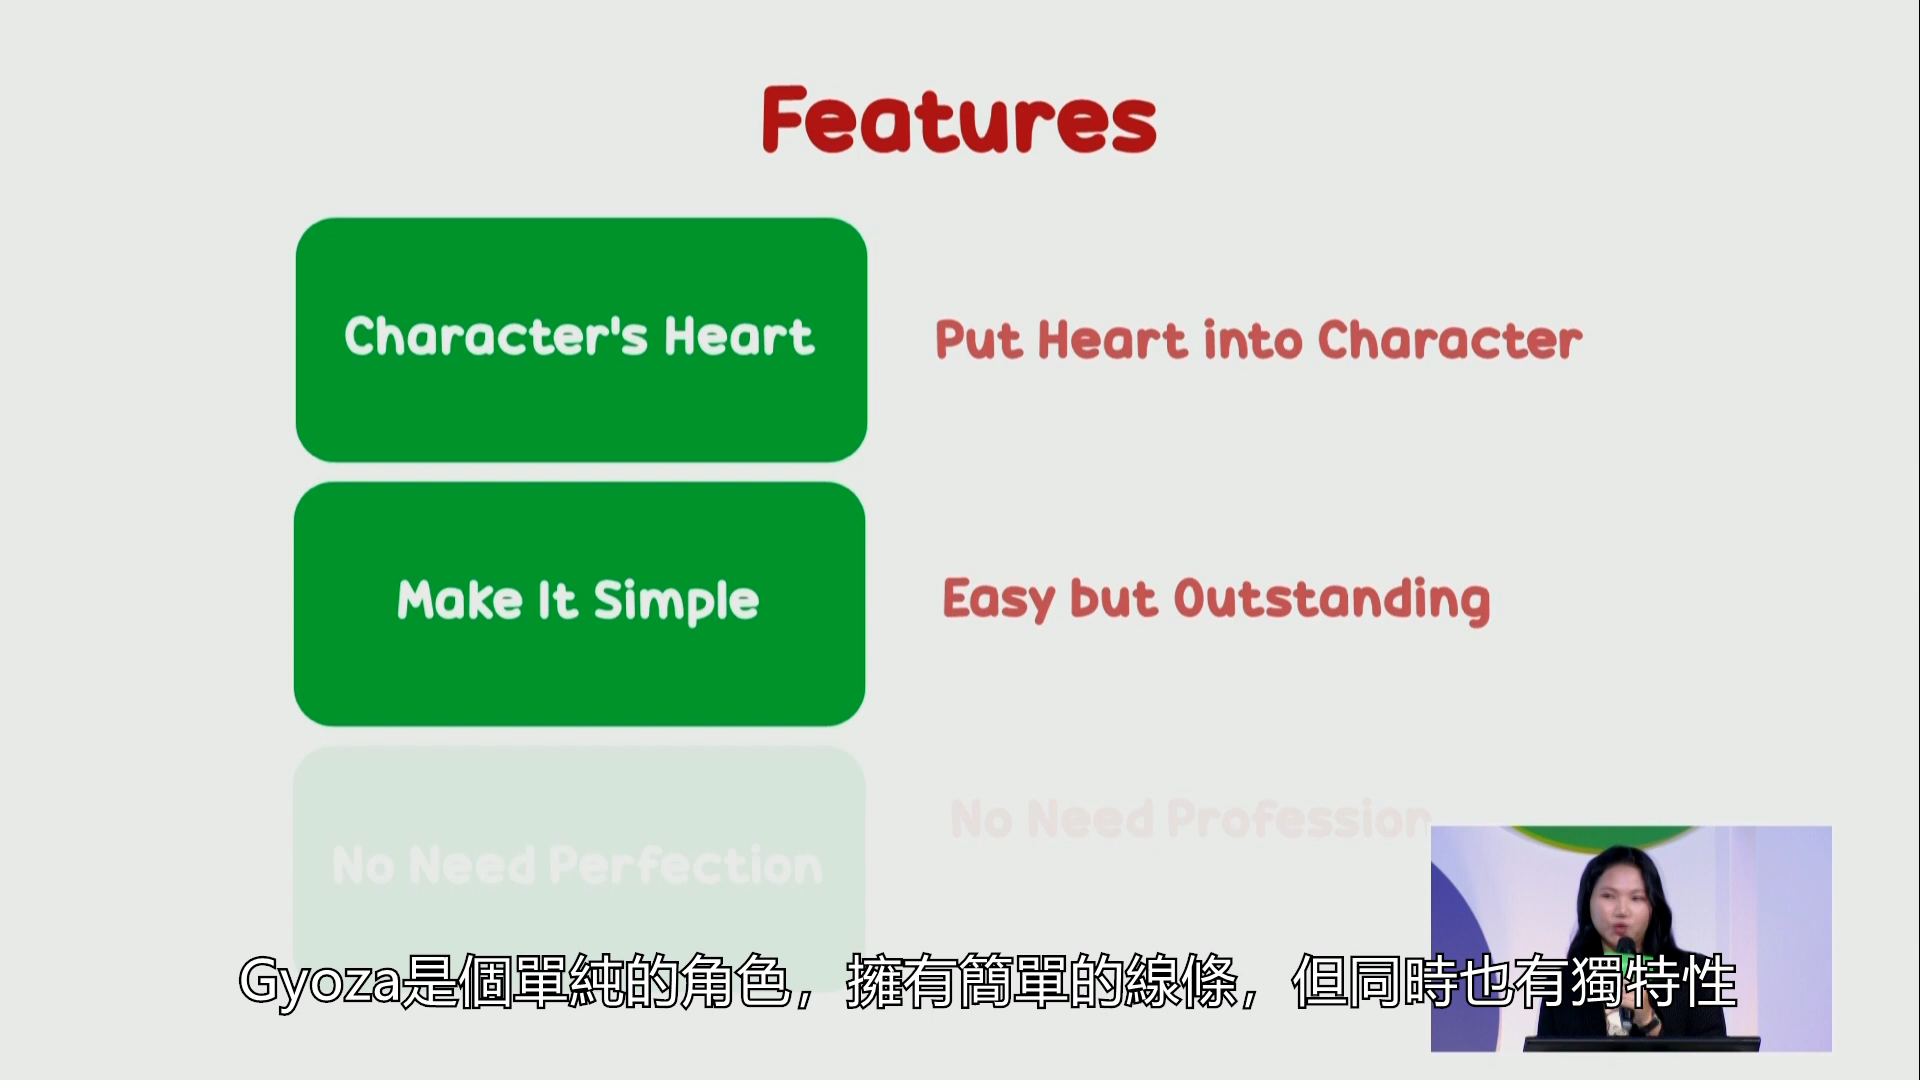 Features
Character's Heart
Put Heart into Character
Make It Simple
Easy but Outstanding
No Need Perfection
No Need Profession
Gyoza是個單純的角色，擁有簡單的線條，但同時也有獨特性